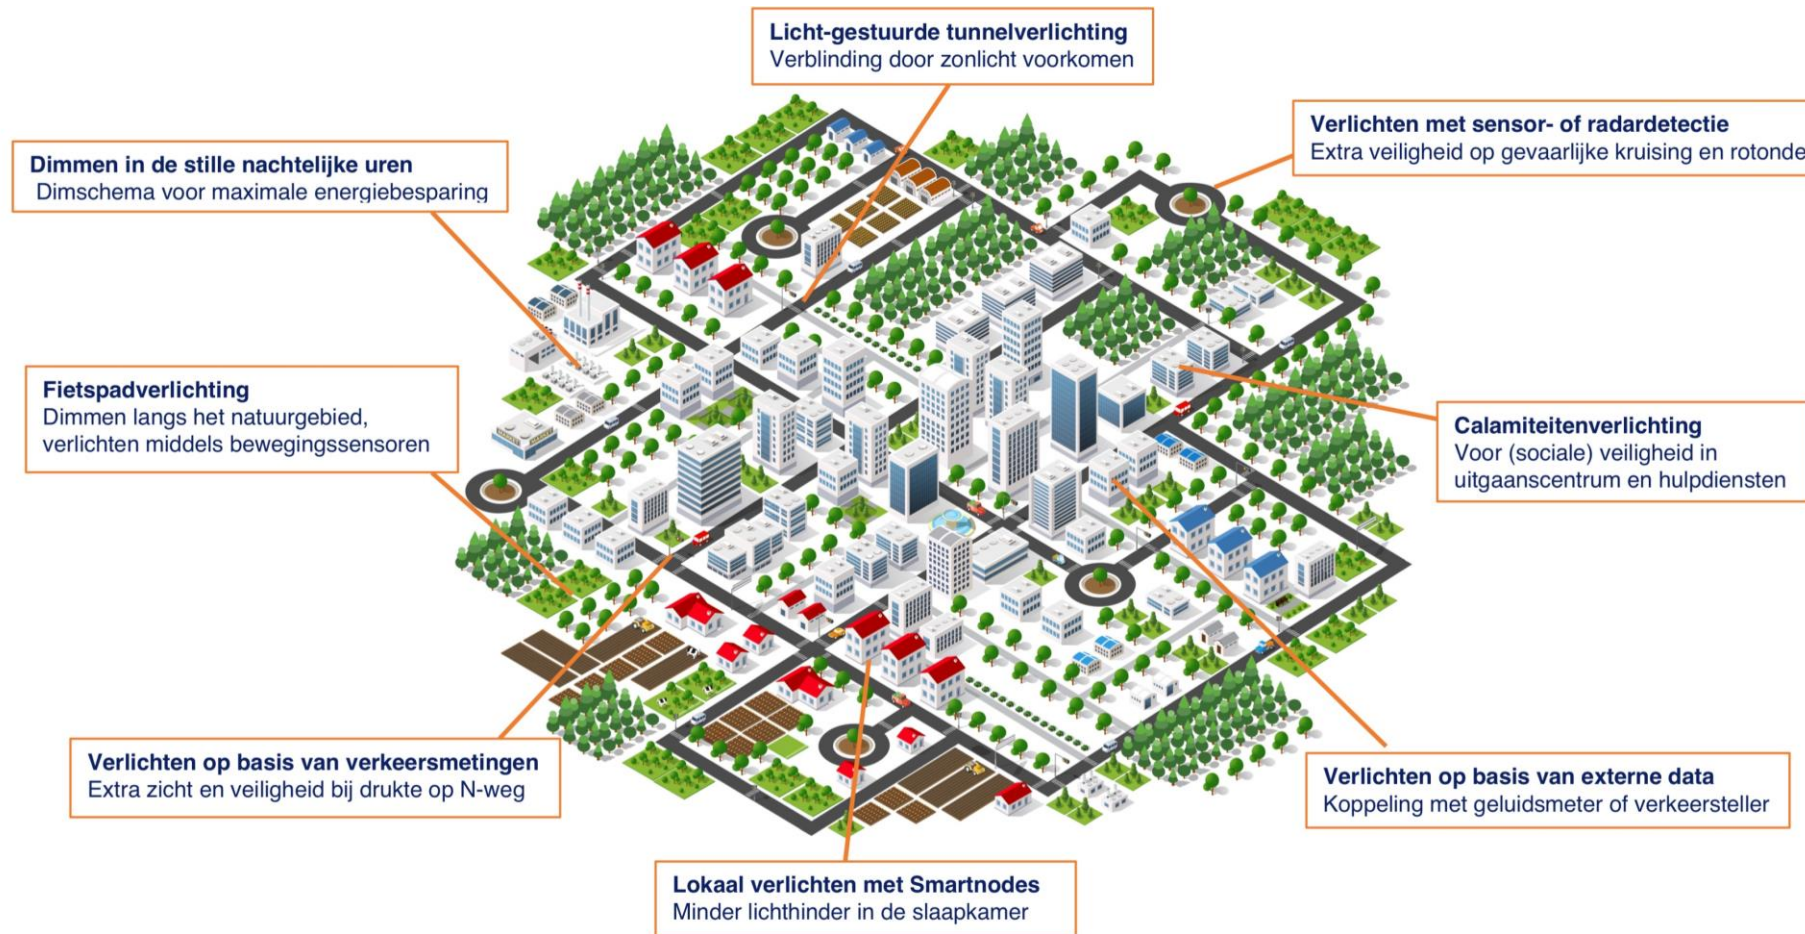 Licht-gestuurde tunnelverlichting
Verblinding door zonlicht voorkomen
Verlichten met sensor- of radardetectie
Extra veiligheid op gevaarlijke kruising en rotonde
Dimmen in de stille nachtelijke uren
Dimschema voor maximale energiebesparing
Fietspadverlichting
Dimmen langs het natuurgebied,
verlichten middels bewegingssensoren
Calamiteitenverlichting
Voor (sociale) veiligheid in
uitgaanscentrum en hulpdiensten
Verlichten op basis van verkeersmetingen
Extra zicht en veiligheid bij drukte op N-weg
Verlichten op basis van externe data
Koppeling met geluidsmeter of verkeersteller
Lokaal verlichten met Smartnodes
Minder lichthinder in de slaapkamer